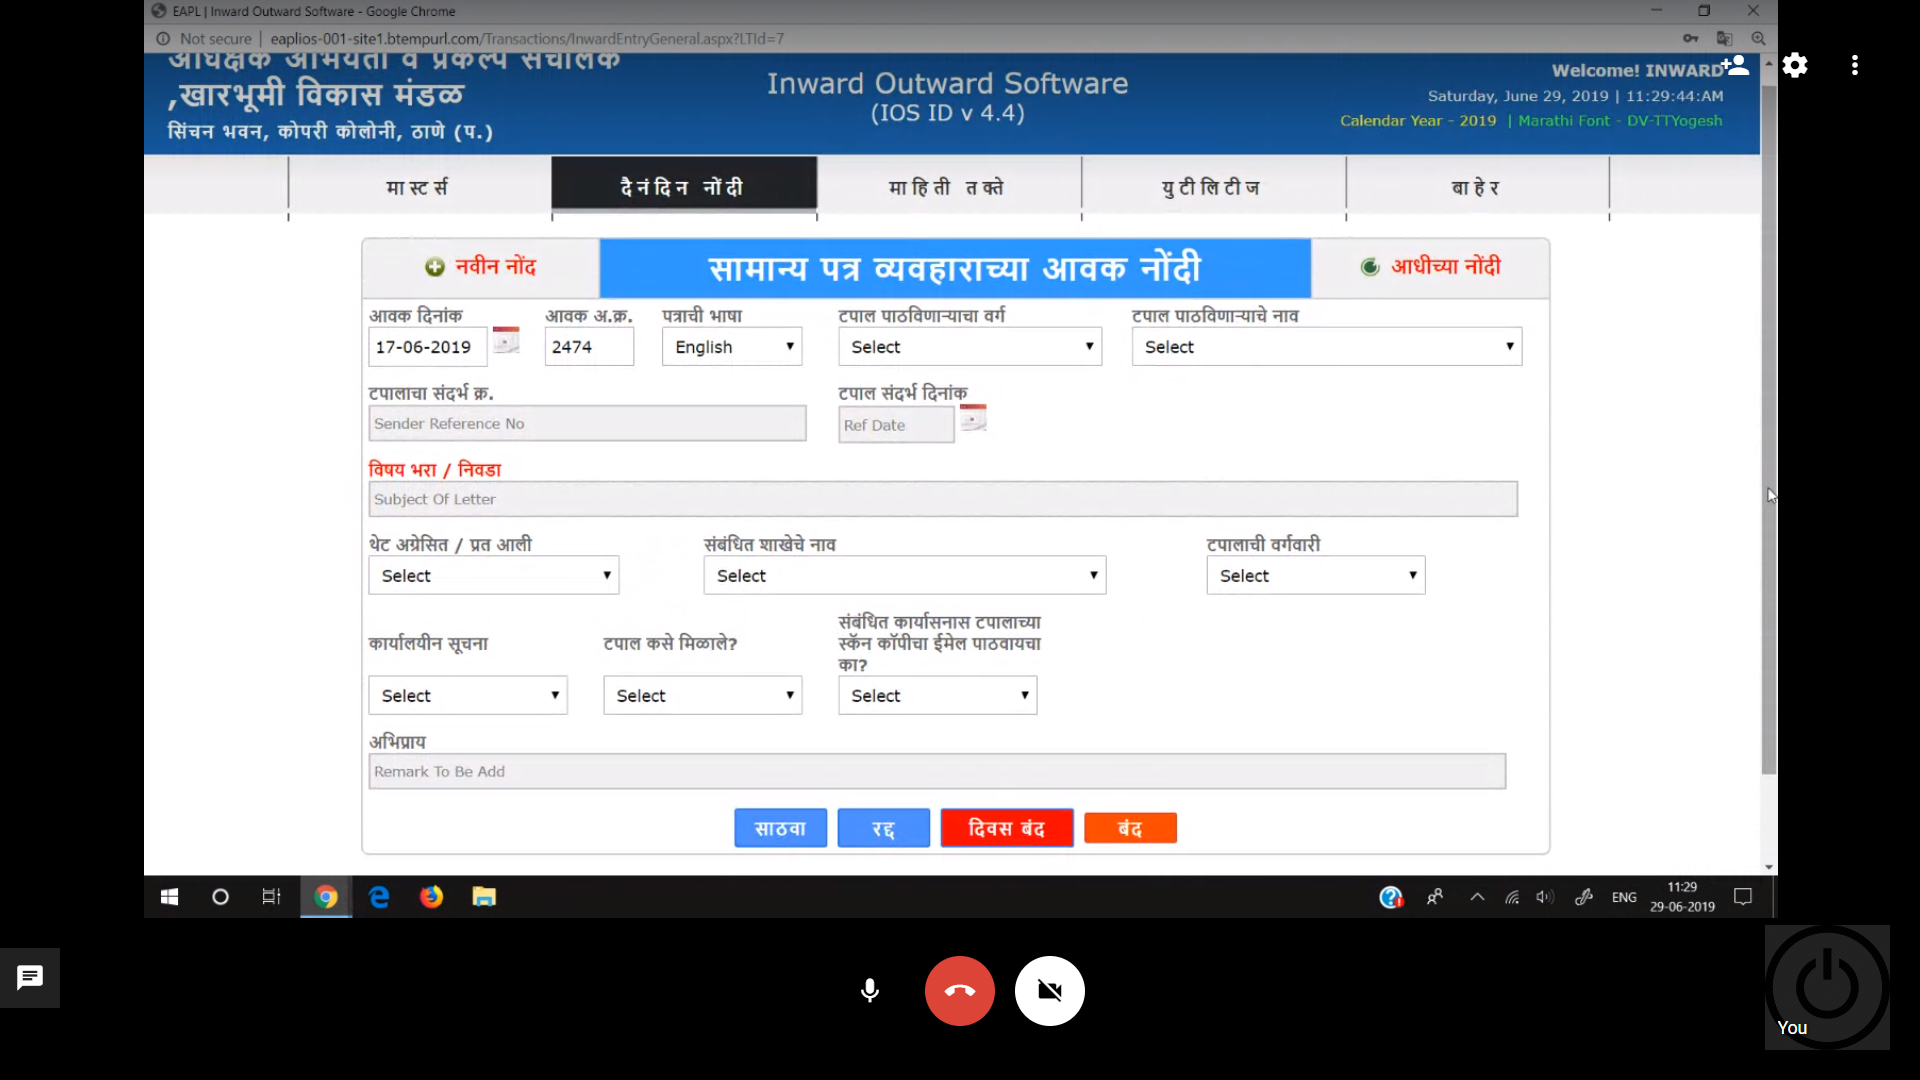 EAPL | Inward Outward Software - Google Chrome
Not secure | eaplios-001-site1.btempurl.com/Transactions/InwardEntryGeneral.aspx?LTId=7
अधिक्षक अभियंता व प्रकल्प संचालक
,खारभूमी विकास मंडळ
सिंचन भवन, कोपरी कोलोनी, ठाणे (प.)
Inward Outward Software
(IOS ID v 4.4)
Welcome! INWARD
Saturday, June 29, 2019 | 11:29:44:AM
Calendar Year - 2019 | Marathi Font - DV-TTYogesh
मास्टर्स दैनंदिन नोंदी माहिती तक्ते युटीलिटीज बाहेर
नवीन नोंद सामान्य पत्र व्यवहाराच्या आवक नोंदी आधीच्या नोंदी
आवक दिनांक आवक अ.क्र. पत्राची भाषा टपाल पाठविणाऱ्याचा वर्ग टपाल पाठविणाऱ्याचे नाव
17-06-2019 2474 English Select Select
टपालाचा संदर्भ क्र. टपाल संदर्भ दिनांक
Sender Reference No Ref Date
विषय भरा / निवडा
Subject Of Letter
थेट अग्रेसित / प्रत आली संबंधित शाखेचे नाव टपालाची वर्गवारी
Select Select Select
कार्यालयीन सूचना टपाल कसे मिळाले? संबंधित कार्यासनास टपालाच्या
स्कॅन कॉपीचा ईमेल पाठवायचा
का?
Select Select Select
अभिप्राय
Remark To Be Add
साठवा रद्द दिवस बंद बंद
ENG 11:29
29-06-2019
You